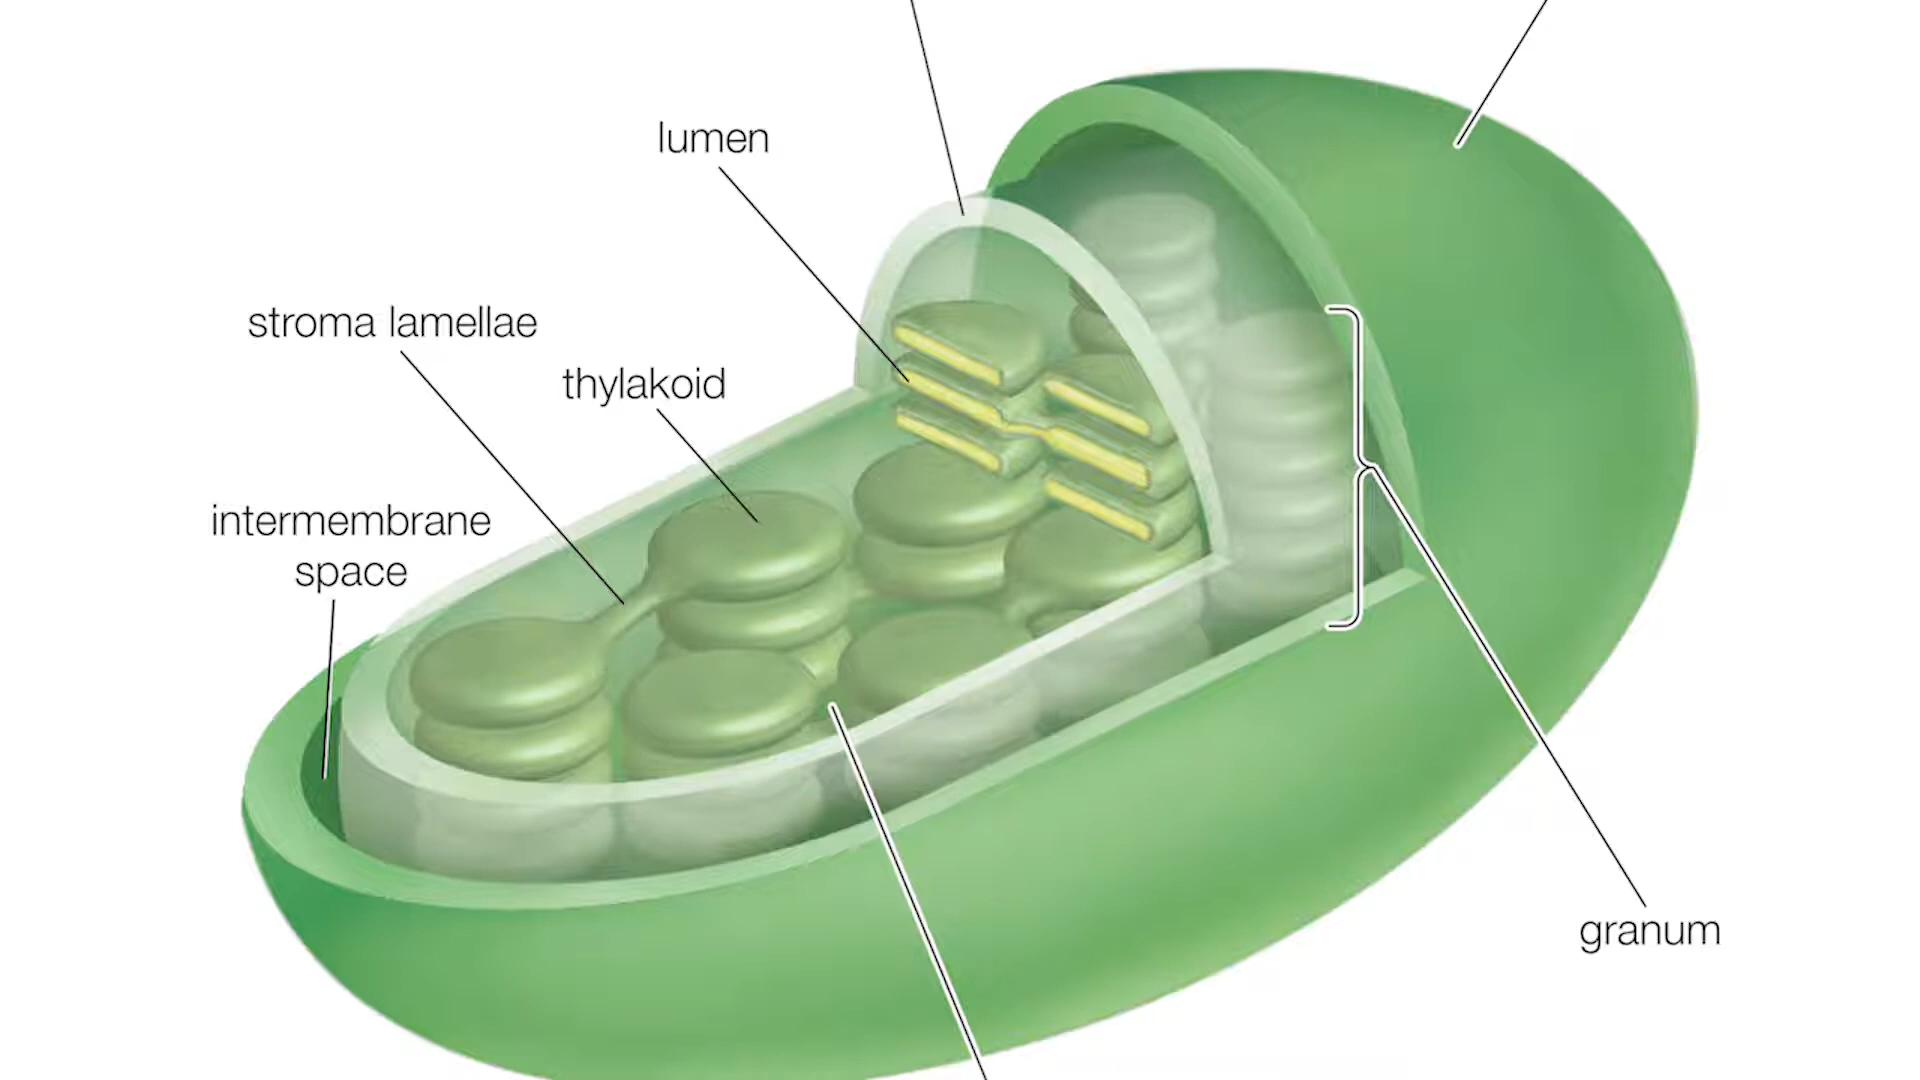 lumen
stroma lamellae
thylakoid
intermembrane
space
granum